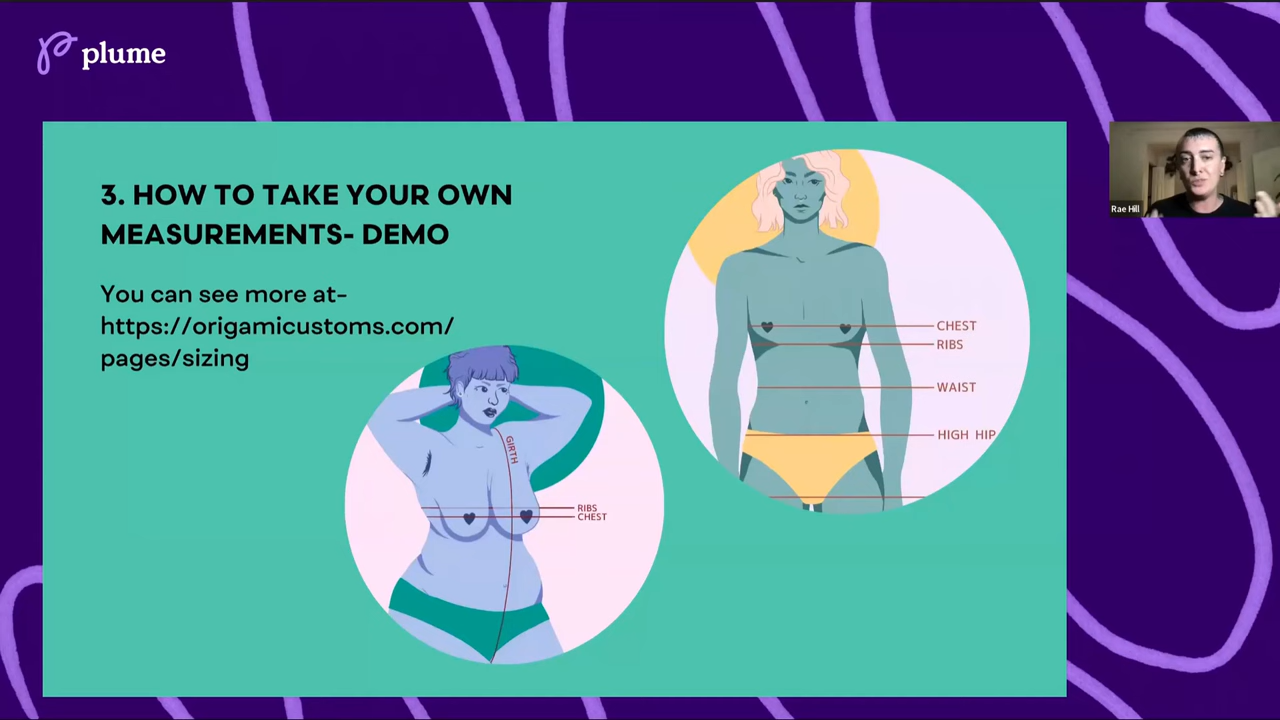 plume
3. HOW TO TAKE YOUR OWN
MEASUREMENTS- DEMO
You can see more at-
https://origamicustoms.com/
pages/sizing
CHEST
RIBS
WAIST
HIGH HIP
GIRTH
RIBS
CHEST
Rae Hill